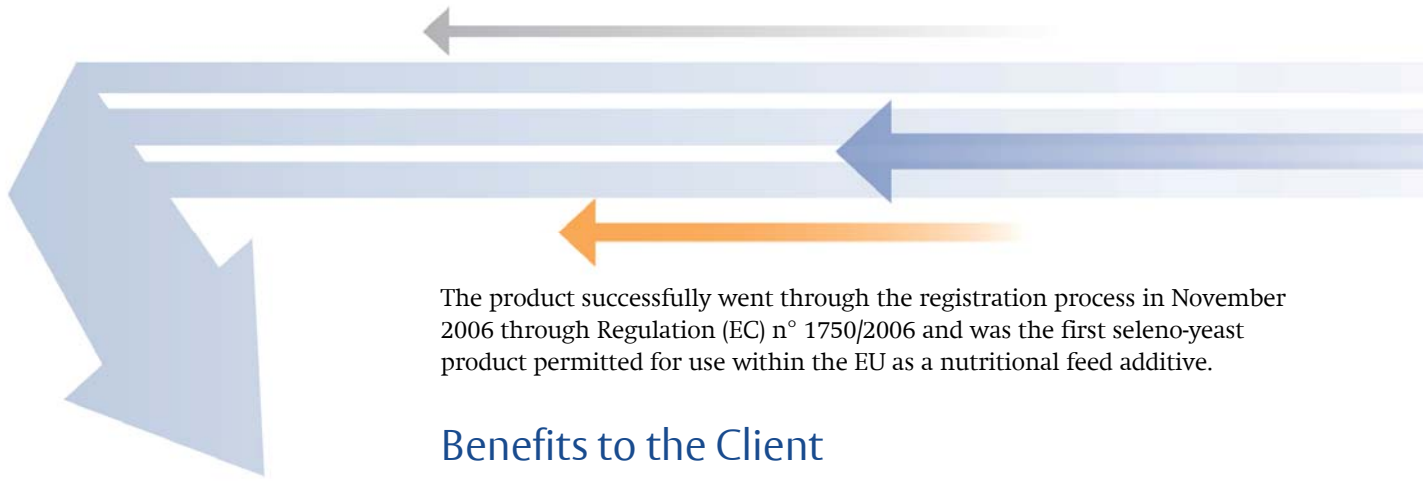 The product successfully went through the registration process in November
2006 through Regulation (EC) n° 1750/2006 and was the first seleno-yeast
product permitted for use within the EU as a nutritional feed additive.
Benefits to the Client